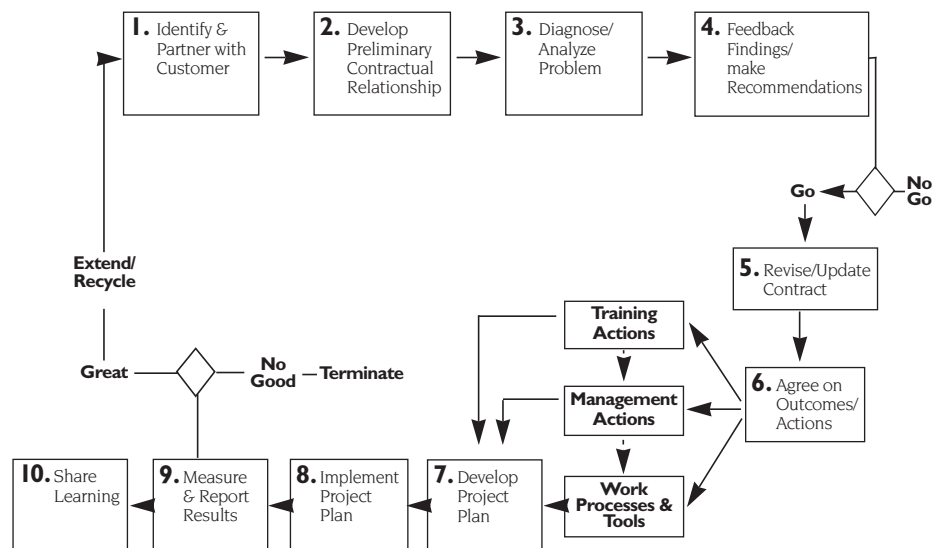 1. Identify &
Partner with
Customer
2. Develop
Preliminary
Contractual
Relationship
3. Diagnose/
Analyze
Problem
4. Feedback
Findings/
make
Recommendations
Go
No
Go
5. Revise/Update
Contract
6. Agree on
Outcomes/
Actions
Training
Actions
Management
Actions
Work
Processes &
Tools
7. Develop
Project
Plan
8. Implement
Project
Plan
9. Measure
& Report
Results
10. Share
Learning
Extend/
Recycle
Great
No
Good
Terminate